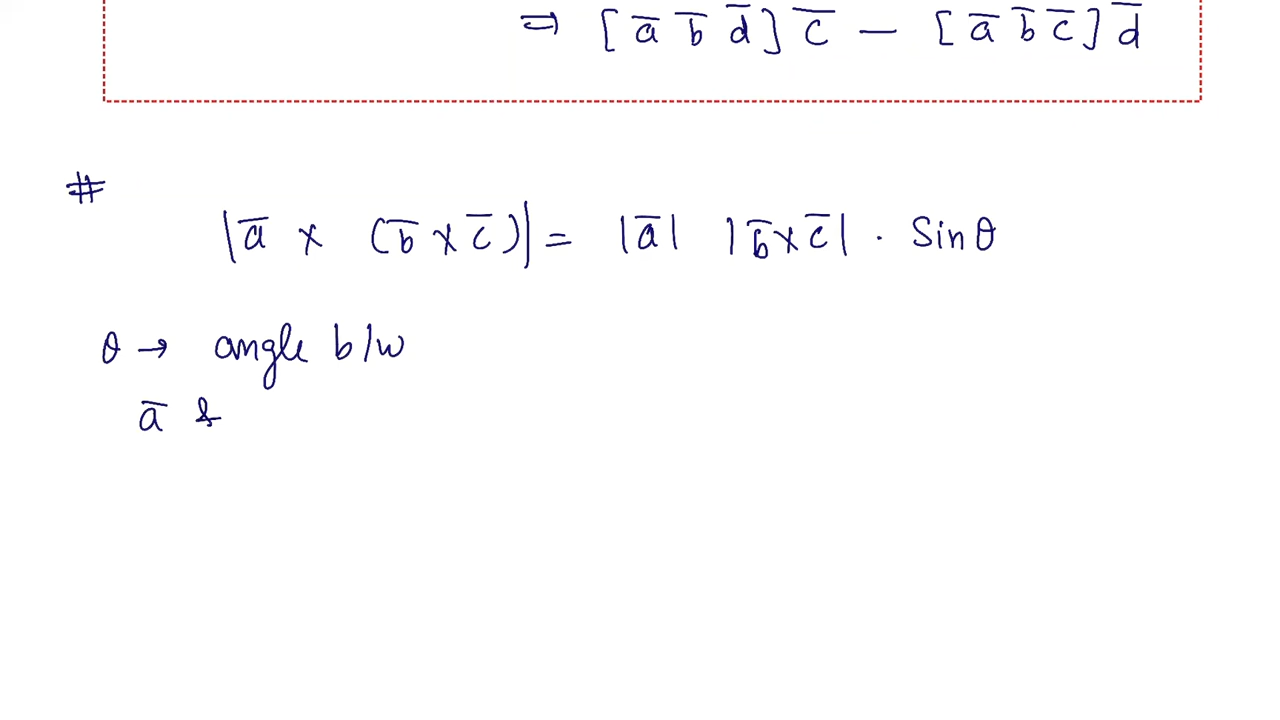 ⇒ [a̅ b̅ d̅] c̅ — [a̅ b̅ c̅] d̅
#
|a̅ × (b̅ × c̅)| = |a̅| |b̅ × c̅| · Sinθ
θ → angle b/w
a̅ &